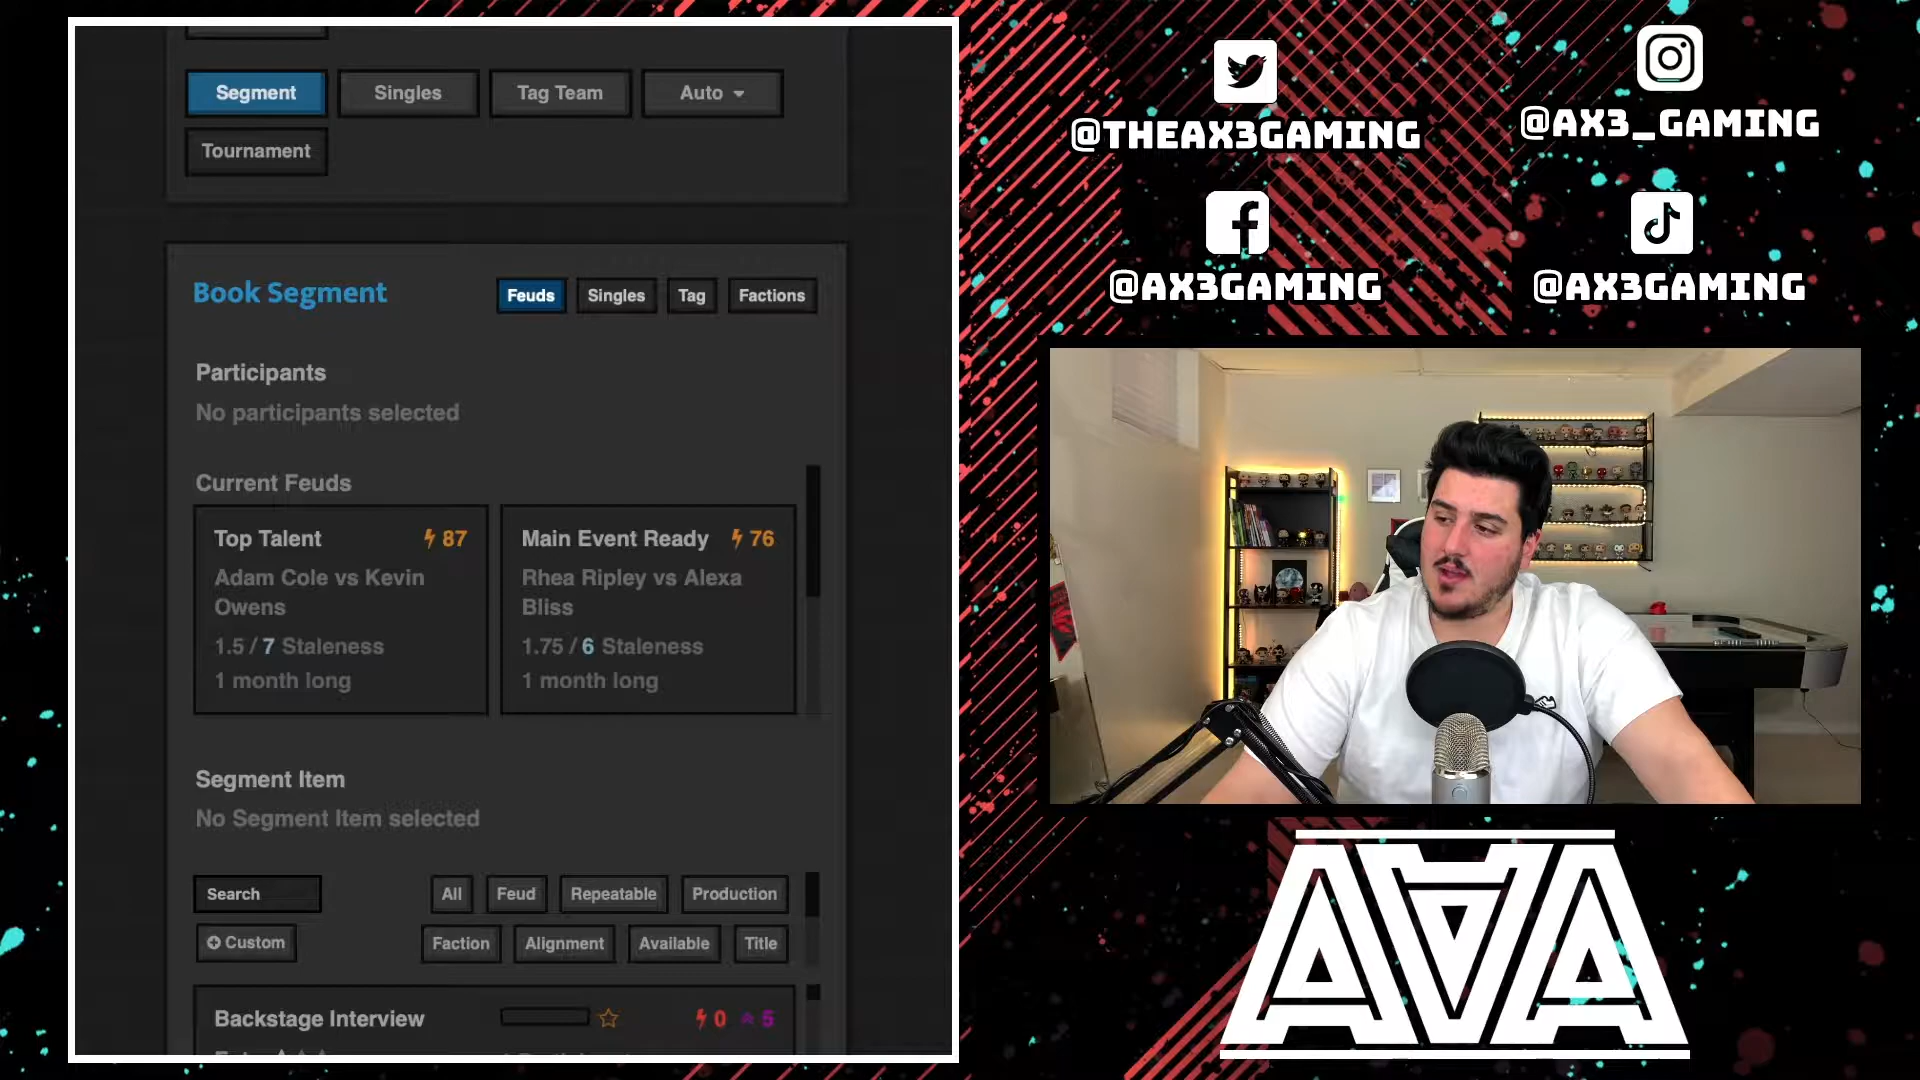 Segment
Singles
Tag Team
Auto
Tournament
Book Segment
Feuds
Singles
Tag
Factions
Participants
No participants selected
Current Feuds
Top Talent
87
Adam Cole vs Kevin
Owens
1.5 / 7 Staleness
1 month long
Main Event Ready
76
Rhea Ripley vs Alexa
Bliss
1.75 / 6 Staleness
1 month long
Segment Item
No Segment Item selected
Search
All
Feud
Repeatable
Production
Custom
Faction
Alignment
Available
Title
Backstage Interview
0
5
@THEAX3GAMING
@AX3_GAMING
@AX3GAMING
@AX3GAMING